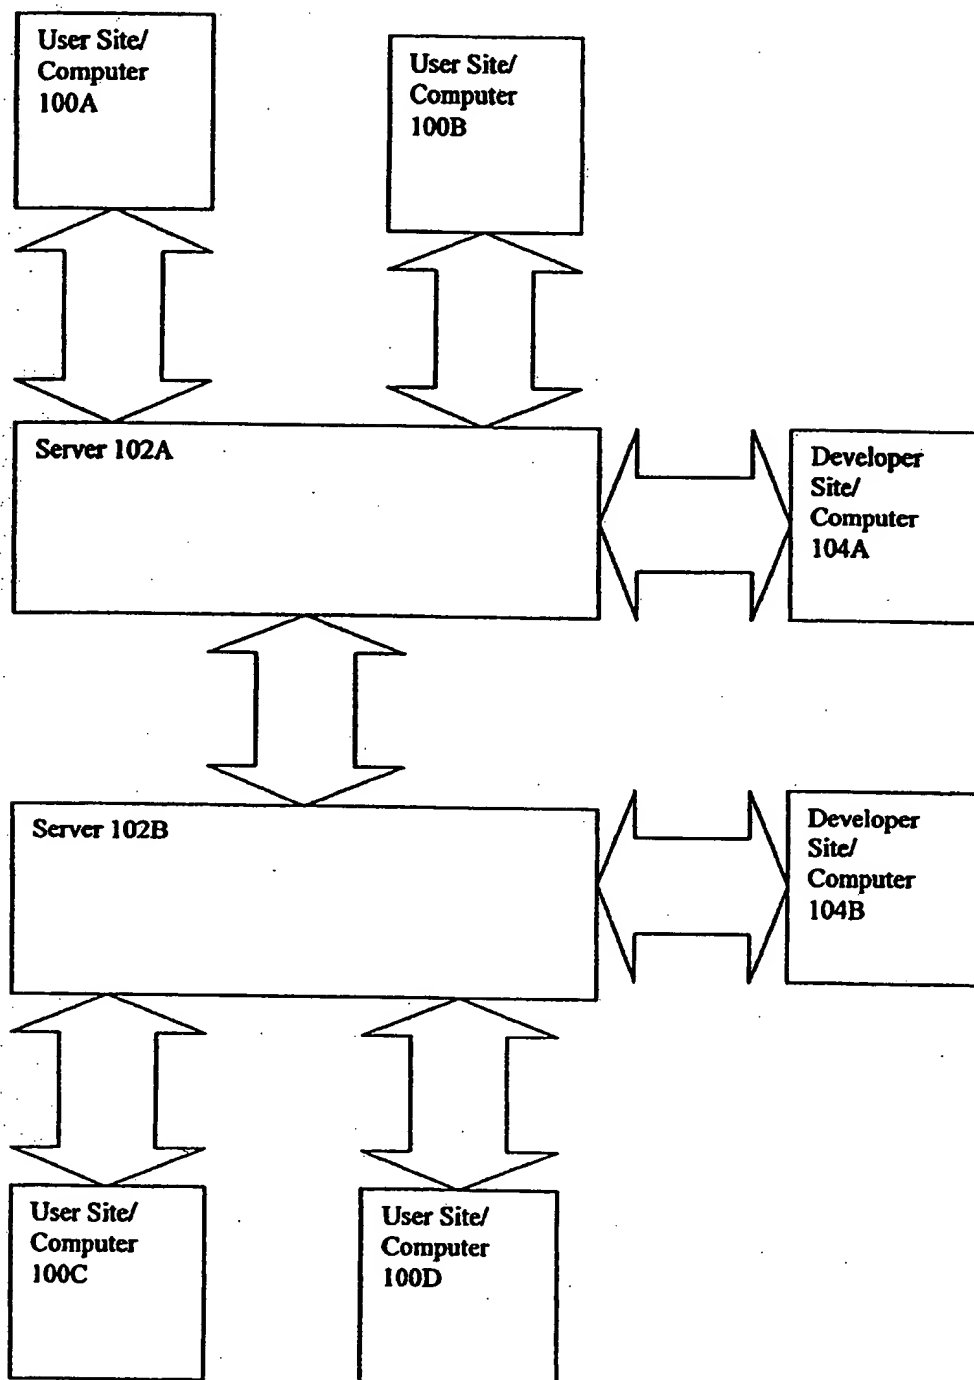 User Site/
Computer
100A
User Site/
Computer
100B
Server 102A
Developer
Site/
Computer
104A
Server 102B
Developer
Site/
Computer
104B
User Site/
Computer
100C
User Site/
Computer
100D